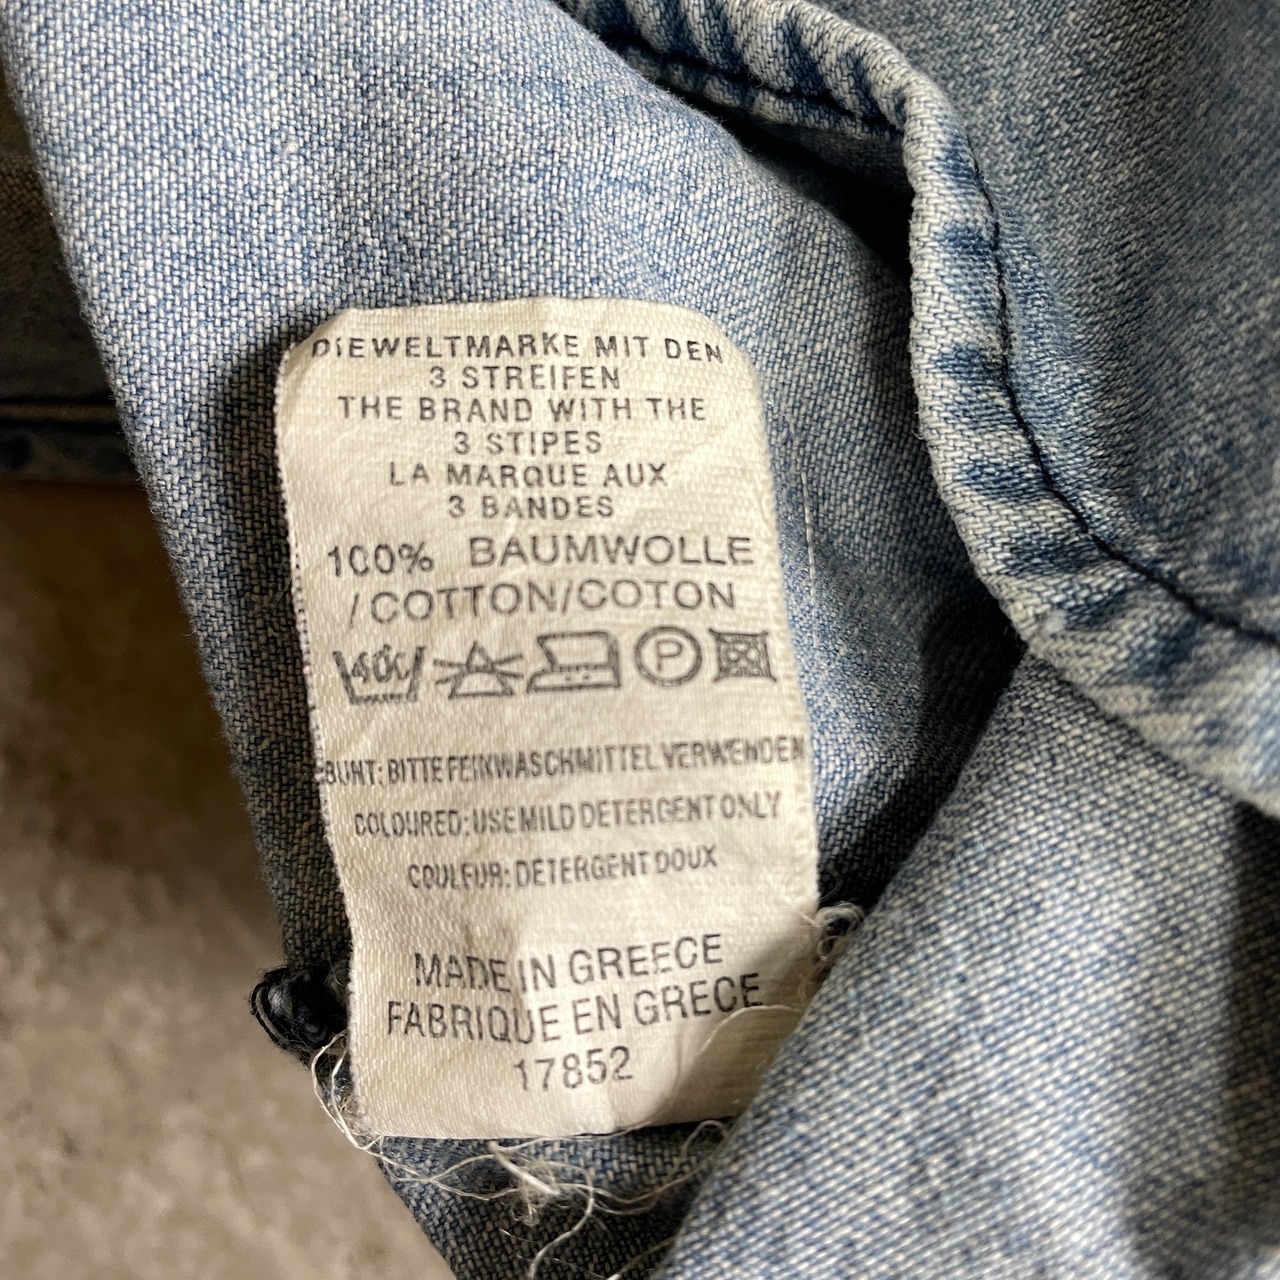 DIE WELTMARKE MIT DEN
3 STREIFEN
THE BRAND WITH THE
3 STIPES
LA MARQUE AUX
3 BANDES
100% BAUMWOLLE
/COTTON/COTON
40° P
BUNT: BITTE FEINWASCHMITTEL VERWENDEN
COLOURED: USE MILD DETERGENT ONLY
COULEUR: DETERGENT DOUX
MADE IN GREECE
FABRIQUE EN GRECE
17852